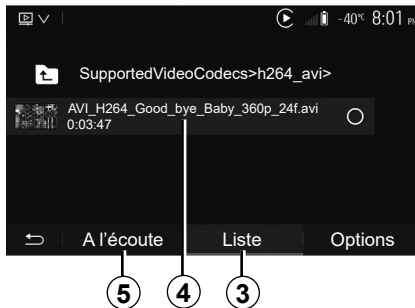 -40°C 8:01 PM
SupportedVideoCodecs>h264_avi>
AVI_H264_Good_bye_Baby_360p_24f.avi
0:03:47
A l'écoute Liste Options
5 4 3